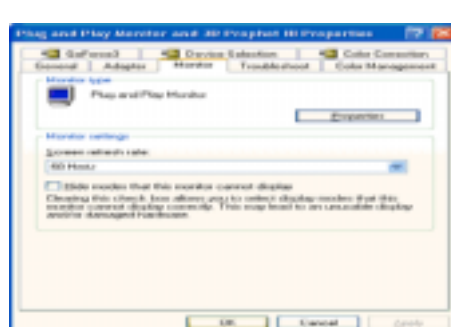 Plug and Play Monitor and 3D Prophet III Properties
GeForce3 Device Selection Color Correction
General Adapter Monitor Troubleshoot Color Management
Monitor type
Plug and Play Monitor
Properties
Monitor settings
Screen refresh rate:
60 Hertz
Hide modes that this monitor cannot display
Clearing this check box allows you to select display modes that this
monitor cannot display correctly. This may lead to an unusable display
and/or damaged hardware.
OK Cancel Apply